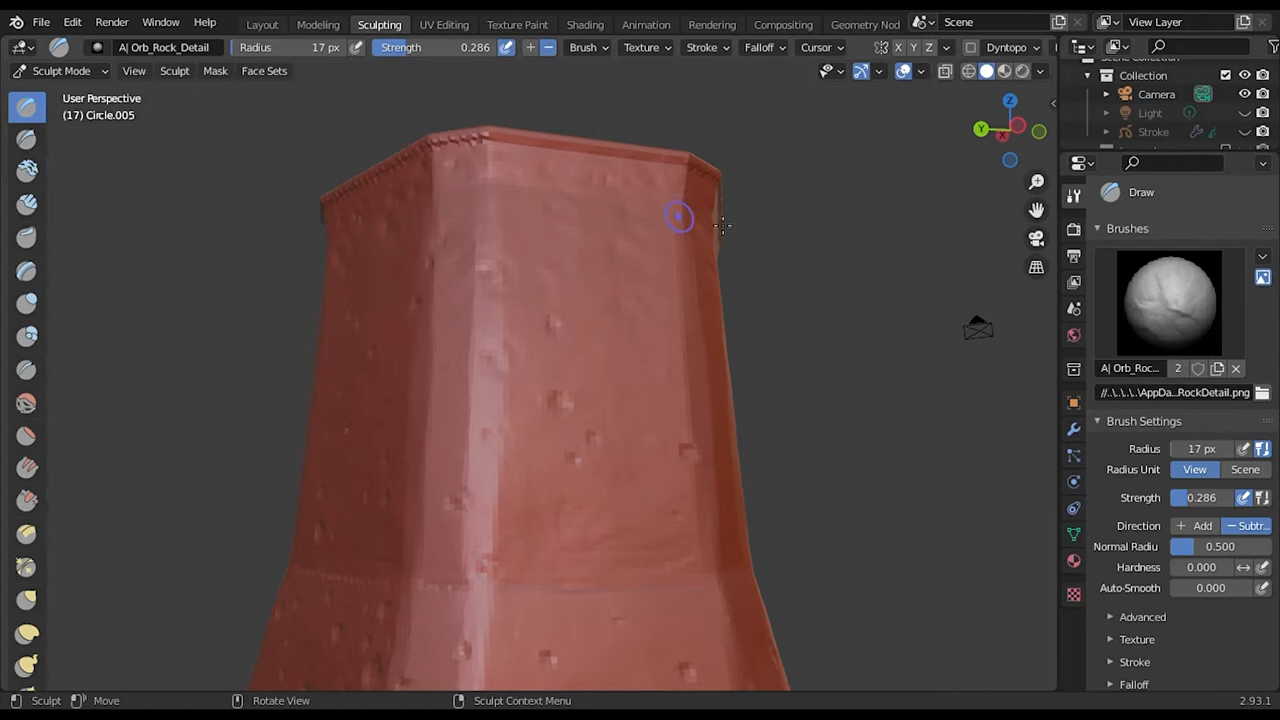 File Edit Render Window Help Layout Modeling Sculpting UV Editing Texture Paint Shading Animation Rendering Compositing Geometry Nod Scene View Layer
A| Orb_Rock_Detail Radius 17 px Strength 0.286 Brush Texture Stroke Falloff Cursor X Y Z Dyntopo
Sculpt Mode View Sculpt Mask Face Sets
User Perspective
(17) Circle.005
Z
Y
X
Collection
Camera
Light
Stroke
Draw
Brushes
A| Orb_Roc... 2
//..\..\..\..\AppDa...RockDetail.png
Brush Settings
Radius 17 px
Radius Unit View Scene
Strength 0.286
Direction Add Subtr...
Normal Radiu 0.500
Hardness 0.000
Auto-Smooth 0.000
Advanced
Texture
Stroke
Falloff
Sculpt Move Rotate View Sculpt Context Menu 2.93.1